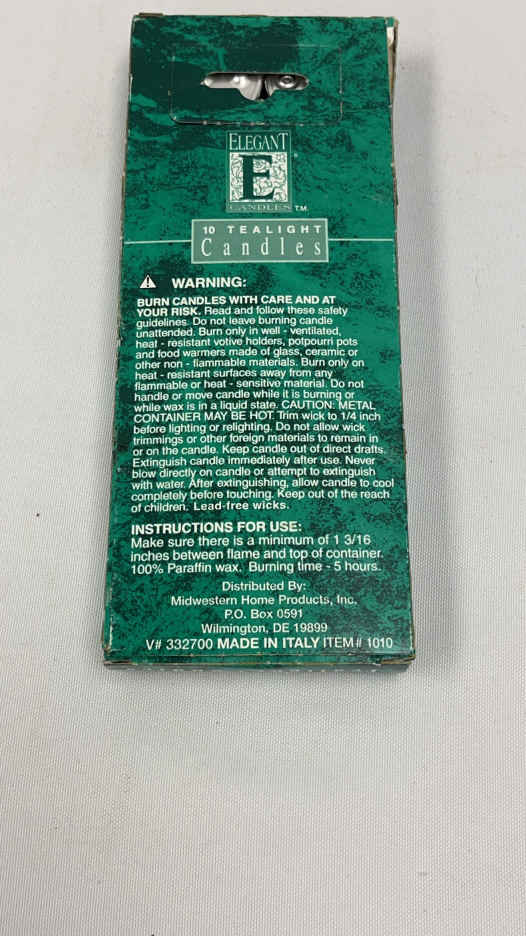 ELEGANT
E
CANDLES TM
10 TEALIGHT
Candles
WARNING:
BURN CANDLES WITH CARE AND AT
YOUR RISK. Read and follow these safety
guidelines. Do not leave burning candle
unattended. Burn only in well - ventilated,
heat - resistant votive holders, potpourri pots
and food warmers made of glass, ceramic or
other non - flammable materials. Burn only on
heat - resistant surfaces away from any
flammable or heat - sensitive material. Do not
handle or move candle while it is burning or
while wax is in a liquid state. CAUTION: METAL
CONTAINER MAY BE HOT. Trim wick to 1/4 inch
before lighting or relighting. Do not allow wick
trimmings or other foreign materials to remain in
or on the candle. Keep candle out of direct drafts.
Extinguish candle immediately after use. Never
blow directly on candle or attempt to extinguish
with water. After extinguishing, allow candle to cool
completely before touching. Keep out of the reach
of children. Lead-free wicks.
INSTRUCTIONS FOR USE:
Make sure there is a minimum of 1 3/16
inches between flame and top of container.
100% Paraffin wax. Burning time - 5 hours.
Distributed By:
Midwestern Home Products, Inc.
P.O. Box 0591
Wilmington, DE 19899
V# 332700 MADE IN ITALY ITEM# 1010